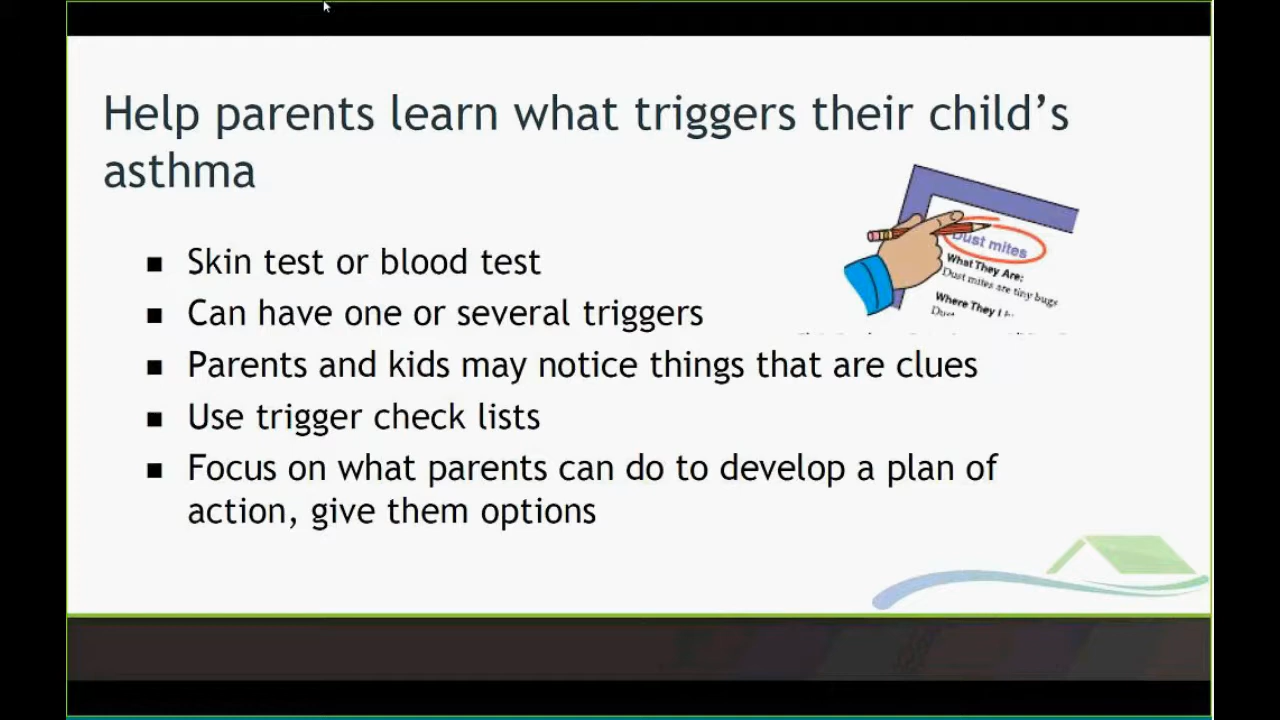 Help parents learn what triggers their child’s
asthma
Dust mites
What They Are:
Dust mites are tiny bugs
Where They
▪ Skin test or blood test
▪ Can have one or several triggers
▪ Parents and kids may notice things that are clues
▪ Use trigger check lists
▪ Focus on what parents can do to develop a plan of
action, give them options